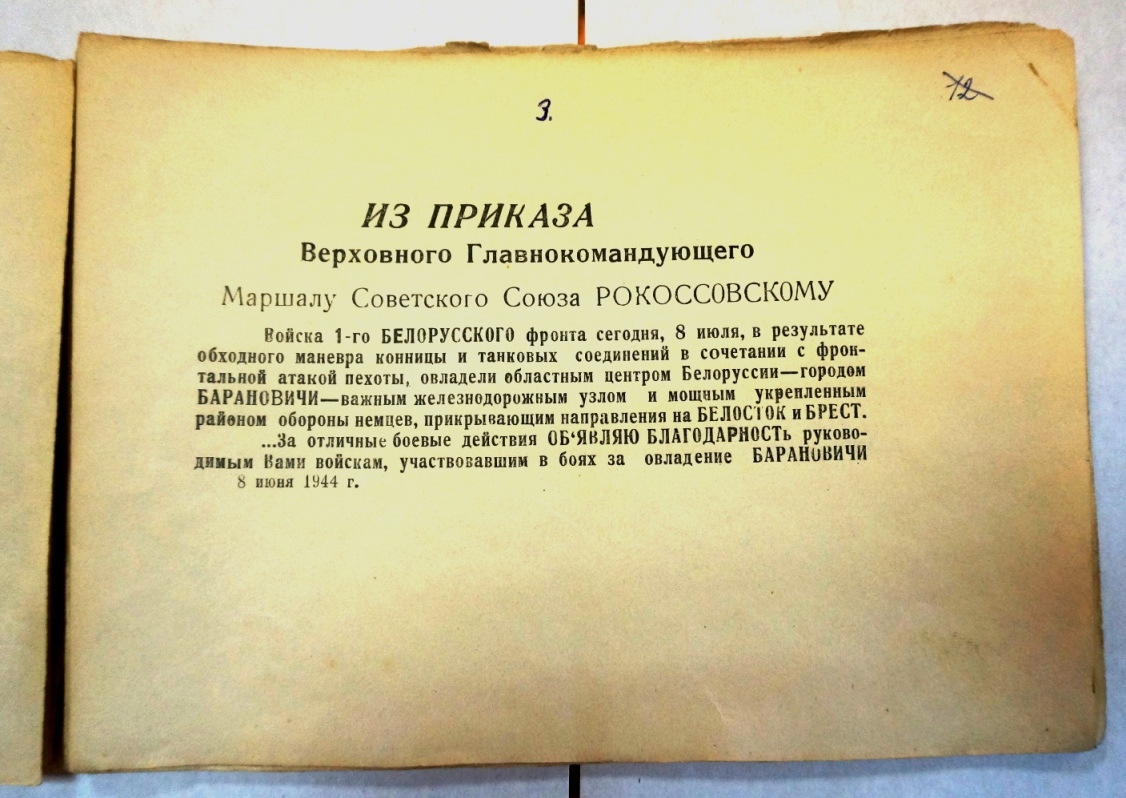 12
3.
ИЗ ПРИКАЗА
Верховного Главнокомандующего
Маршалу Советского Союза РОКОССОВСКОМУ
Войска 1-го БЕЛОРУССКОГО фронта сегодня, 8 июля, в результате
обходного маневра конницы и танковых соединений в сочетании с фрон-
тальной атакой пехоты, овладели областным центром Белоруссии—городом
БАРАНОВИЧИ—важным железнодорожным узлом и мощным укрепленным
районом обороны немцев, прикрывающим направления на БЕЛОСТОК и БРЕСТ.
...За отличные боевые действия ОБ‘ЯВЛЯЮ БЛАГОДАРНОСТь руково-
димым Вами войскам, участвовавшим в боях за овладение БАРАНОВИЧИ
8 июня 1944 г.